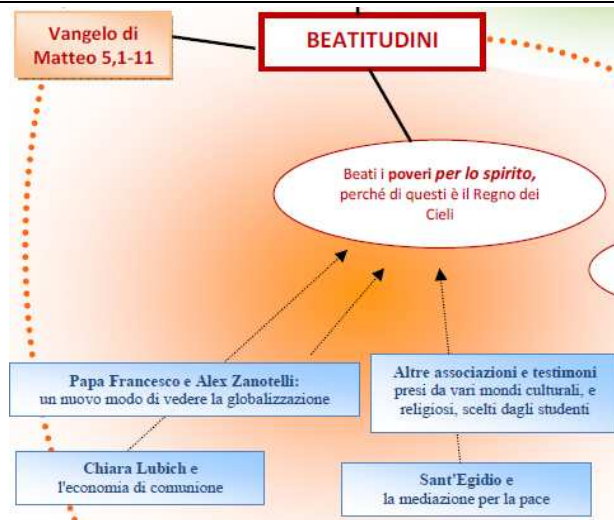 Vangelo di
Matteo 5,1-11
BEATITUDINI
Beati i poveri per lo spirito,
perché di questi è il Regno dei
Cieli
Papa Francesco e Alex Zanotelli:
un nuovo modo di vedere la globalizzazione
Altre associazioni e testimoni
presi da vari mondi culturali, e
religiosi, scelti dagli studenti
Chiara Lubich e
l'economia di comunione
Sant'Egidio e
la mediazione per la pace